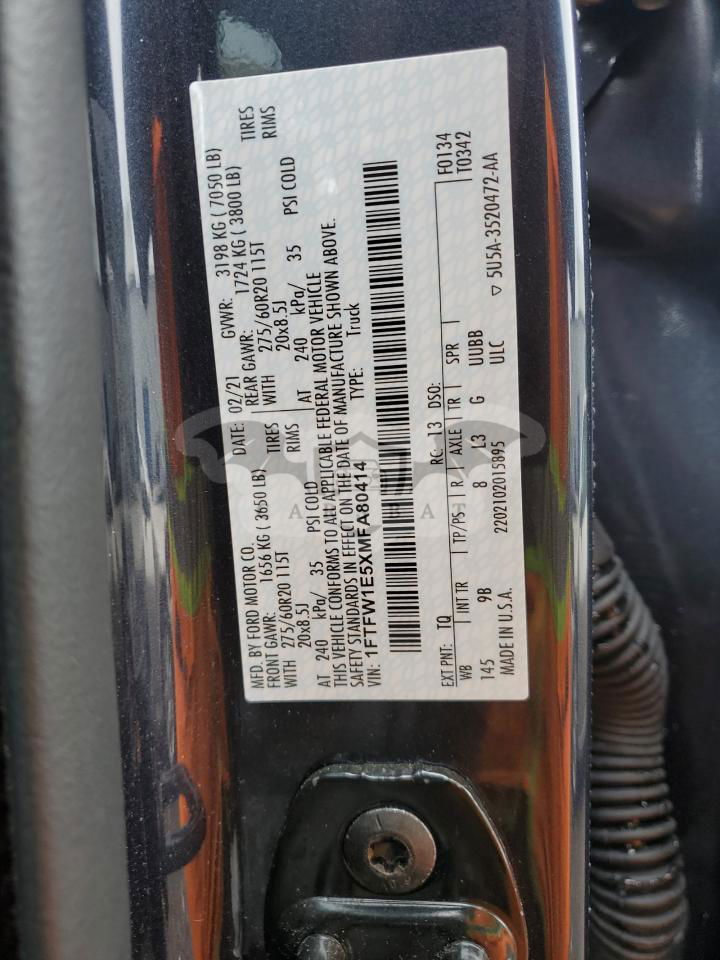 MFD. BY FORD MOTOR CO. DATE: 02/21 GVWR: 3198 KG ( 7050 LB)
FRONT GAWR: 1656 KG ( 3650 LB) REAR GAWR: 1724 KG ( 3800 LB)
WITH 275/60R20 115T TIRES WITH 275/60R20 115T TIRES
20x8.5J RIMS 20x8.5J RIMS
AT 240 kPa/ 35 PSI COLD AT 240 kPa/ 35 PSI COLD
THIS VEHICLE CONFORMS TO ALL APPLICABLE FEDERAL MOTOR VEHICLE
SAFETY STANDARDS IN EFFECT ON THE DATE OF MANUFACTURE SHOWN ABOVE.
VIN: 1FTFW1E5XMFA80414 TYPE: Truck
EXT PNT: TQ RC: 13 DSO: F0134
WB INT TR TP/PS R AXLE TR SPR T0342
145 9B 8 L3 G UUBB
MADE IN U.S.A. 2202102015895 ULC ▽ 5U5A-3520472-AA